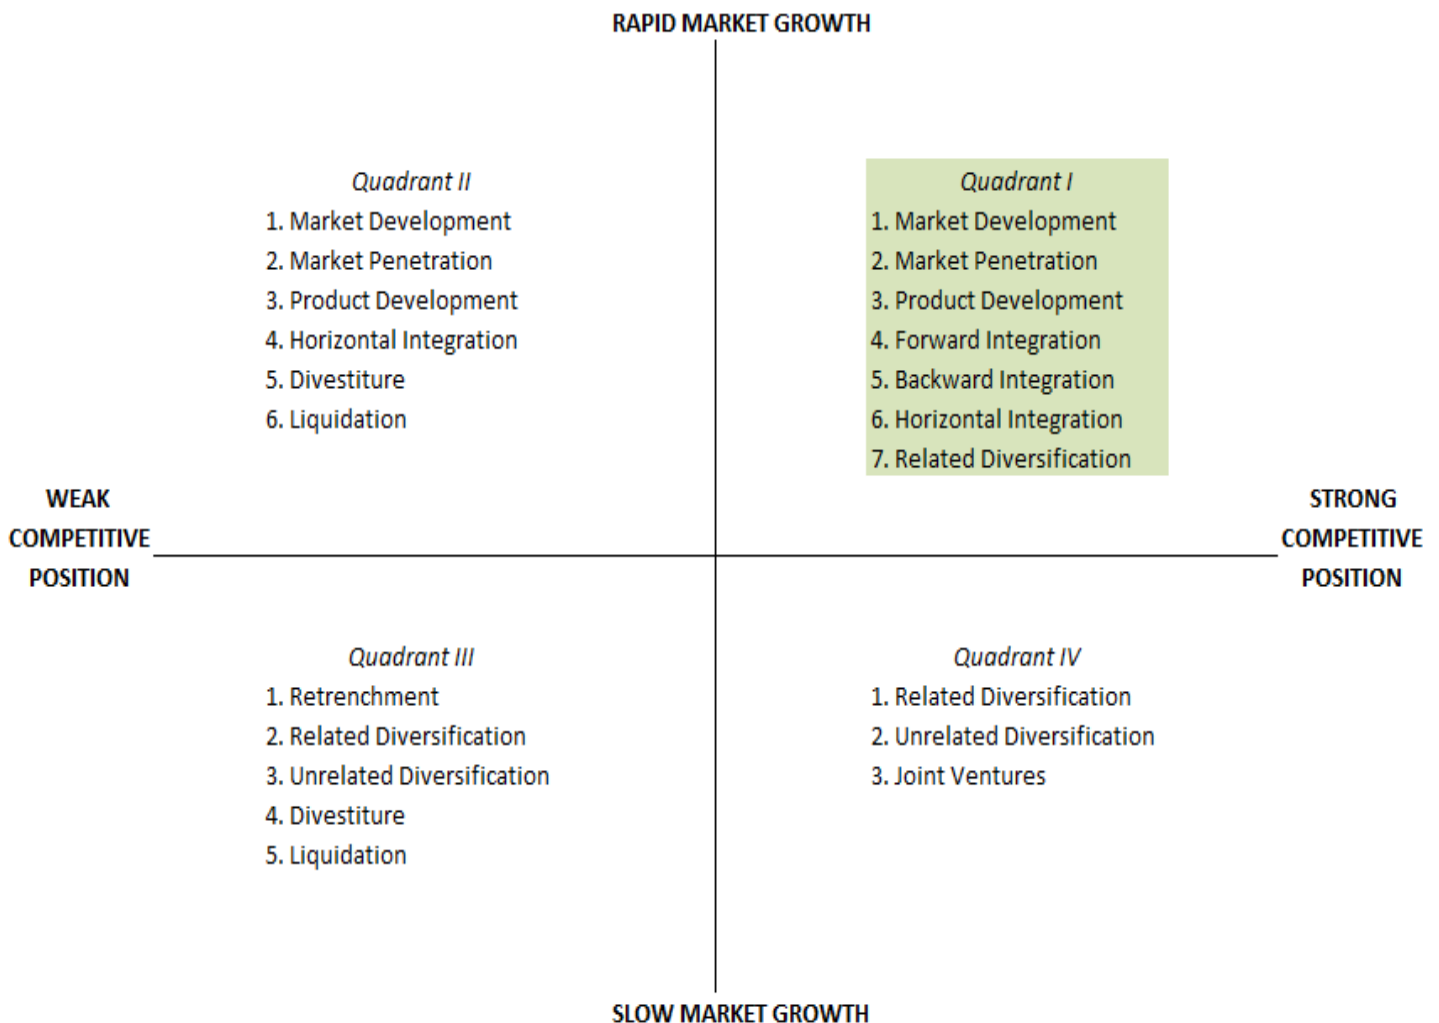 RAPID MARKET GROWTH
Quadrant II
1. Market Development
2. Market Penetration
3. Product Development
4. Horizontal Integration
5. Divestiture
6. Liquidation
Quadrant I
1. Market Development
2. Market Penetration
3. Product Development
4. Forward Integration
5. Backward Integration
6. Horizontal Integration
7. Related Diversification
WEAK
COMPETITIVE
POSITION
STRONG
COMPETITIVE
POSITION
Quadrant III
1. Retrenchment
2. Related Diversification
3. Unrelated Diversification
4. Divestiture
5. Liquidation
Quadrant IV
1. Related Diversification
2. Unrelated Diversification
3. Joint Ventures
SLOW MARKET GROWTH